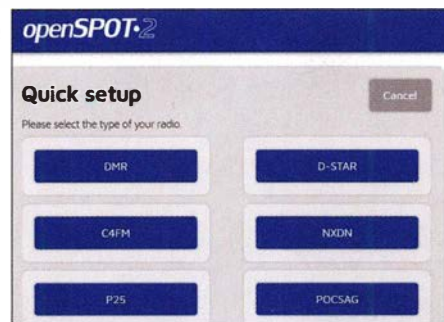 openSPOT•2
Quick setup
Cancel
Please select the type of your radio.
DMR
D-STAR
C4FM
NXDN
P25
POCSAG